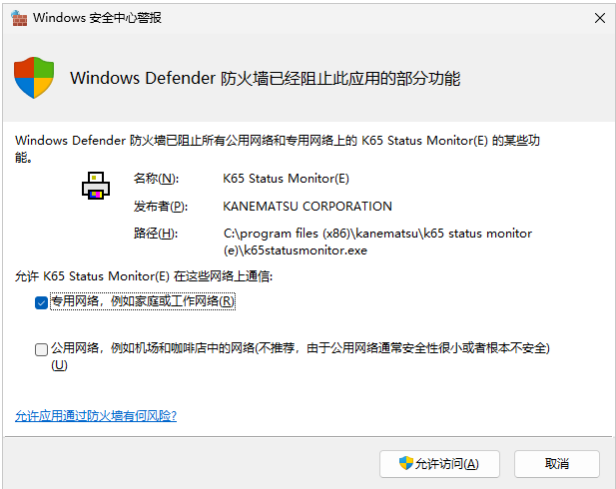 Windows 安全中心警报
Windows Defender 防火墙已经阻止此应用的部分功能
Windows Defender 防火墙已阻止所有公用网络和专用网络上的 K65 Status Monitor(E) 的某些功
能。
名称(N): K65 Status Monitor(E)
发布者(P): KANEMATSU CORPORATION
路径(H): C:\program files (x86)\kanematsu\k65 status monitor
(e)\k65statusmonitor.exe
允许 K65 Status Monitor(E) 在这些网络上通信:
专用网络，例如家庭或工作网络(R)
公用网络，例如机场和咖啡店中的网络(不推荐，由于公用网络通常安全性很小或者根本不安全)
(U)
允许应用通过防火墙有何风险?
允许访问(A) 取消